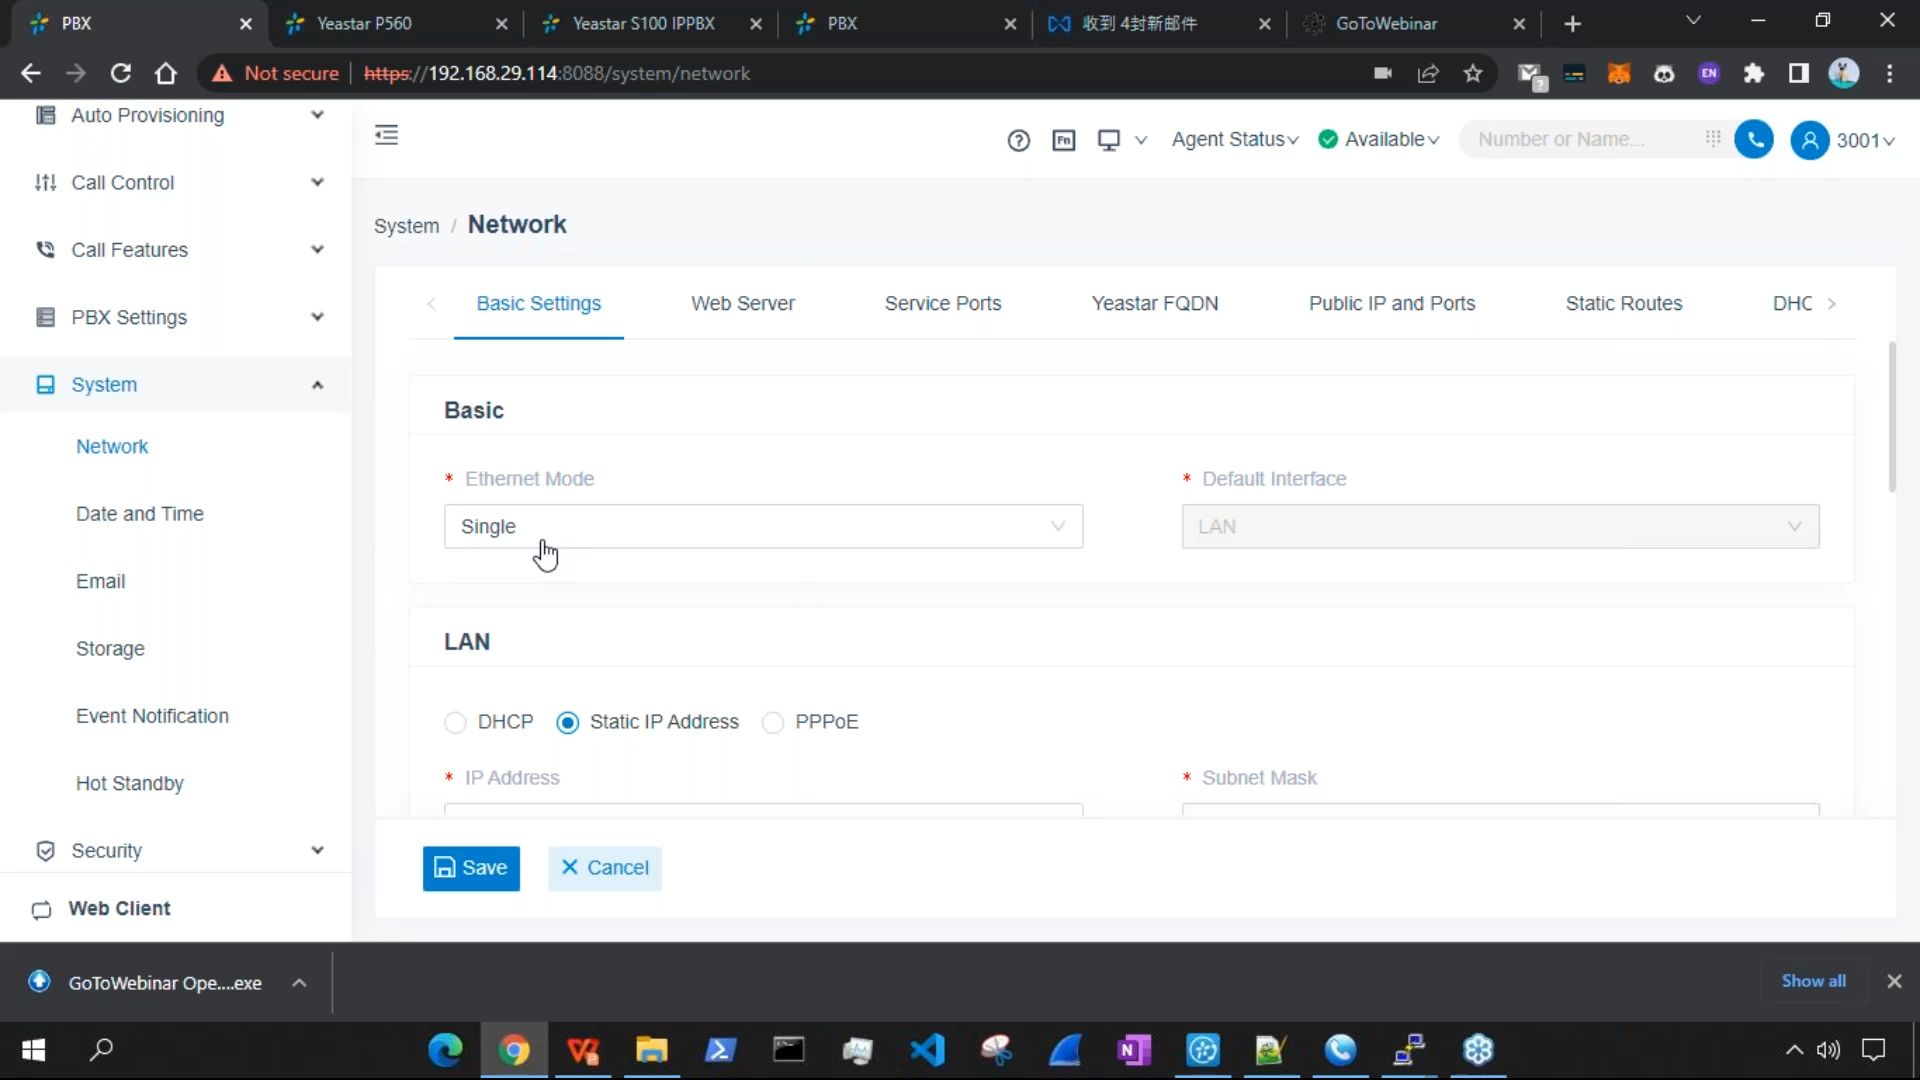 PBX
Yeastar P560
Yeastar S100 IPPBX
PBX
收到 4封新邮件
GoToWebinar
Not secure
https://192.168.29.114:8088/system/network
EN
Auto Provisioning
Call Control
Call Features
PBX Settings
System
Network
Date and Time
Email
Storage
Event Notification
Hot Standby
Security
Web Client
Fn
Agent Status
Available
Number or Name...
3001
System / Network
Basic Settings
Web Server
Service Ports
Yeastar FQDN
Public IP and Ports
Static Routes
DHC
Basic
* Ethernet Mode
* Default Interface
Single
LAN
LAN
DHCP
Static IP Address
PPPoE
* IP Address
* Subnet Mask
Save
Cancel
GoToWebinar Ope....exe
Show all